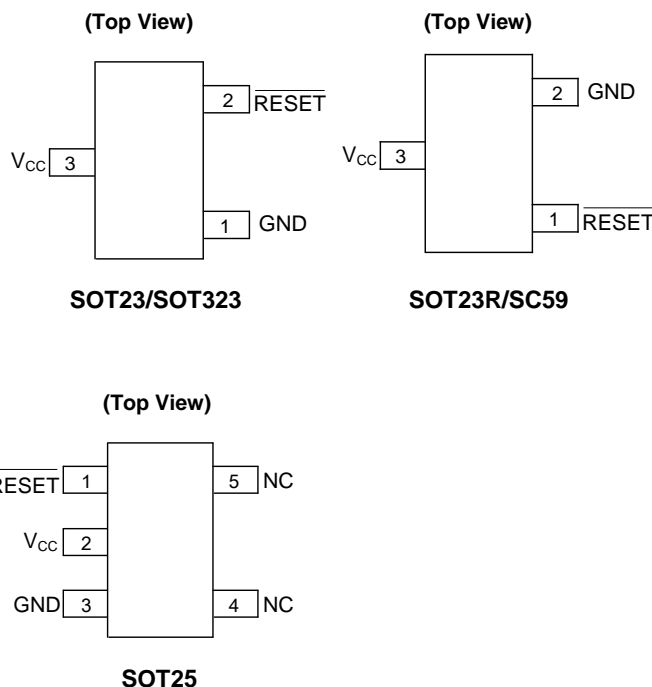 (Top View)
2 RESET
VCC 3
1 GND
SOT23/SOT323
(Top View)
2 GND
VCC 3
1 RESET
SOT23R/SC59
(Top View)
RESET 1
5 NC
VCC 2
GND 3
4 NC
SOT25